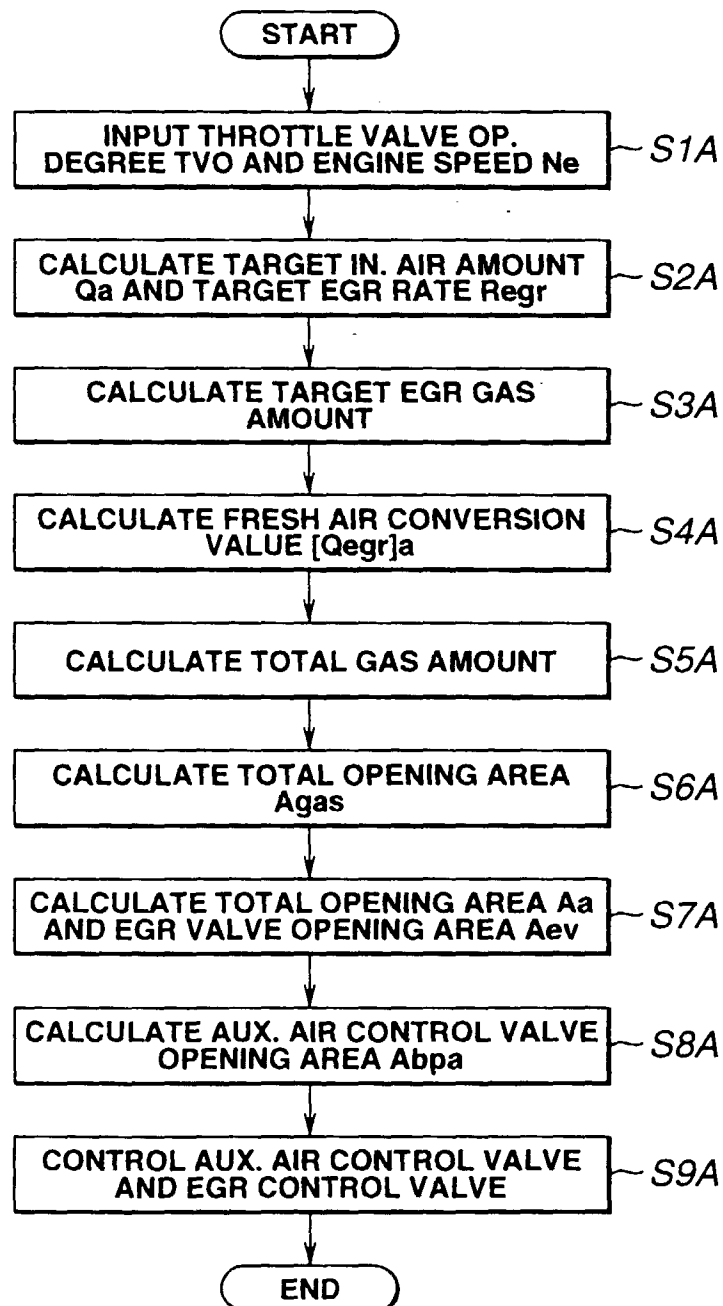 START
INPUT THROTTLE VALVE OP.
DEGREE TVO AND ENGINE SPEED Ne
S1A
CALCULATE TARGET IN. AIR AMOUNT
Qa AND TARGET EGR RATE Regr
S2A
CALCULATE TARGET EGR GAS
AMOUNT
S3A
CALCULATE FRESH AIR CONVERSION
VALUE [Qegr]a
S4A
CALCULATE TOTAL GAS AMOUNT
S5A
CALCULATE TOTAL OPENING AREA
Agas
S6A
CALCULATE TOTAL OPENING AREA Aa
AND EGR VALVE OPENING AREA Aev
S7A
CALCULATE AUX. AIR CONTROL VALVE
OPENING AREA Abpa
S8A
CONTROL AUX. AIR CONTROL VALVE
AND EGR CONTROL VALVE
S9A
END